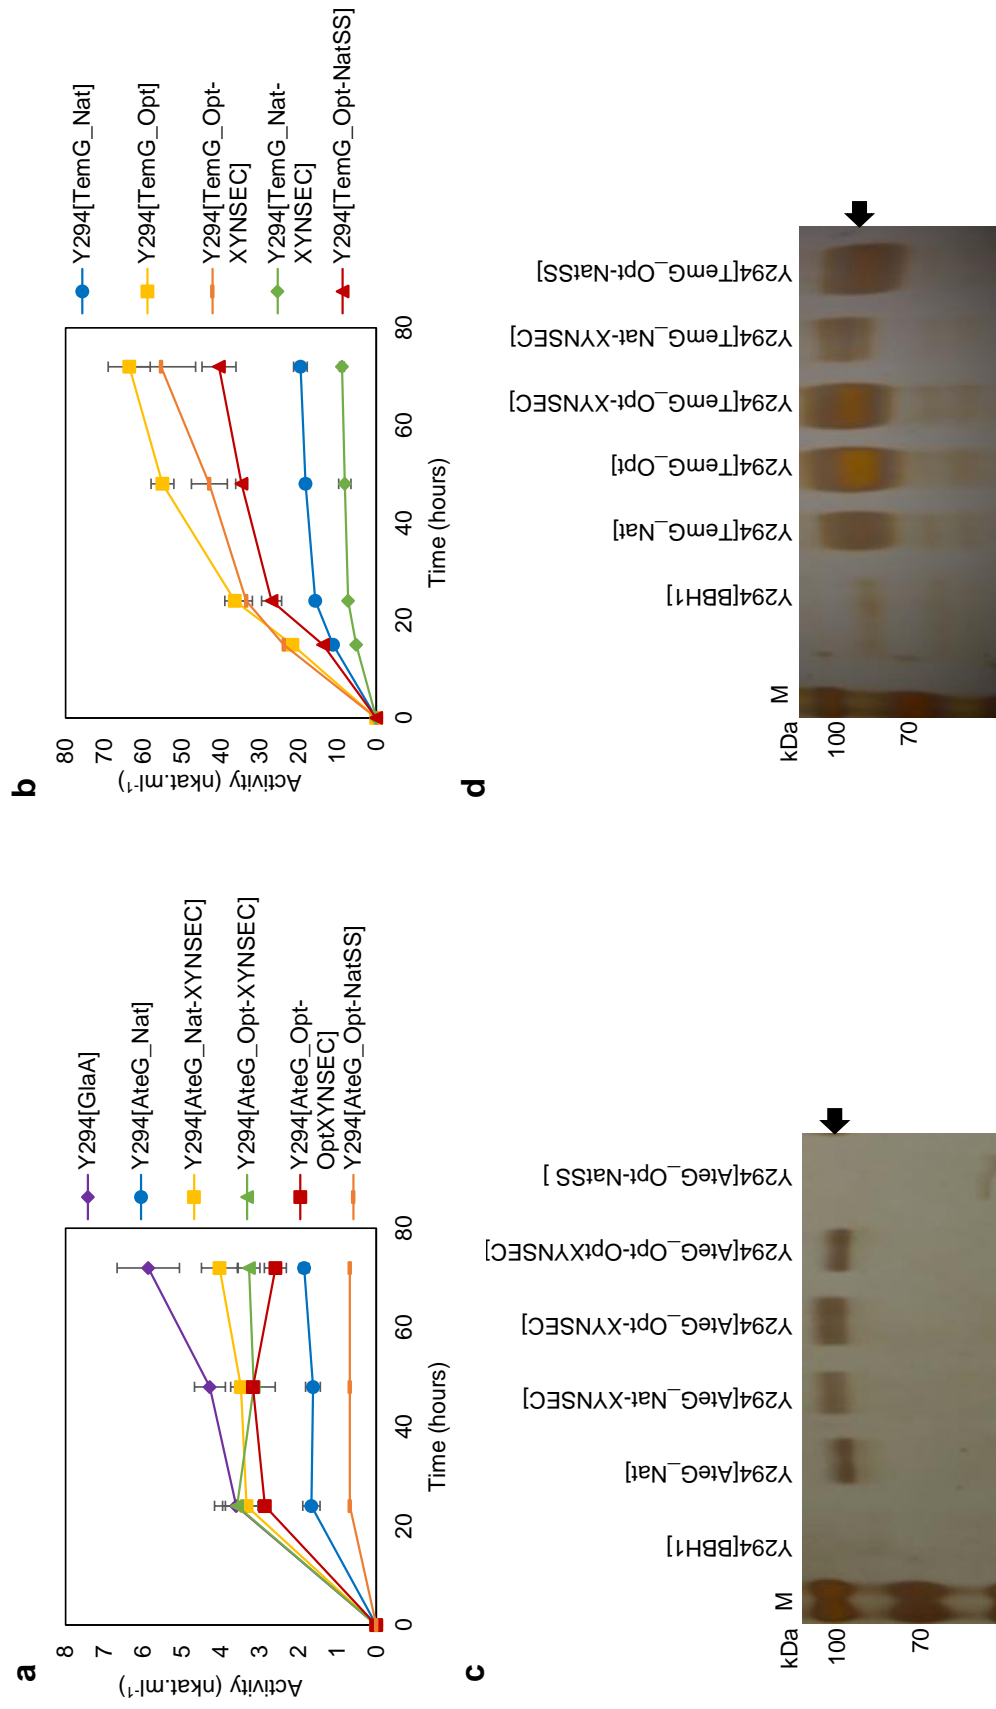 a
Activity (nkat.ml-1)
8
7
6
5
4
3
2
1
0
0
20
40
60
80
Time (hours)
Y294[GlaA]
Y294[AteG_Nat]
Y294[AteG_Nat-XYNSEC]
Y294[AteG_Opt-XYNSEC]
Y294[AteG_Opt-
OptXYNSEC]
Y294[AteG_Opt-NatSS]
b
Activity (nkat.ml-1)
80
70
60
50
40
30
20
10
0
0
20
40
60
80
Time (hours)
Y294[TemG_Nat]
Y294[TemG_Opt]
Y294[TemG_Opt-
XYNSEC]
Y294[TemG_Nat-
XYNSEC]
Y294[TemG_Opt-NatSS]
c
kDa
M
100
70
Y294[BBH1]
Y294[AteG_Nat]
Y294[AteG_Nat-XYNSEC]
Y294[AteG_Opt-XYNSEC]
Y294[AteG_Opt-OptXYNSEC]
Y294[AteG_Opt-NatSS ]
d
kDa
M
100
70
Y294[BBH1]
Y294[TemG_Nat]
Y294[TemG_Opt]
Y294[TemG_Opt-XYNSEC]
Y294[TemG_Nat-XYNSEC]
Y294[TemG_Opt-NatSS]